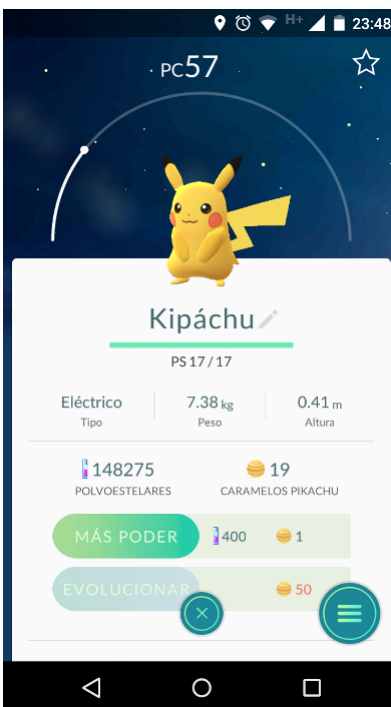 H+ 23:48
PC57
Kipáchu
PS 17 / 17
Eléctrico 7.38 kg 0.41 m
Tipo Peso Altura
148275 19
POLVOESTELARES CARAMELOS PIKACHU
MÁS PODER 400 1
EVOLUCIONAR 50